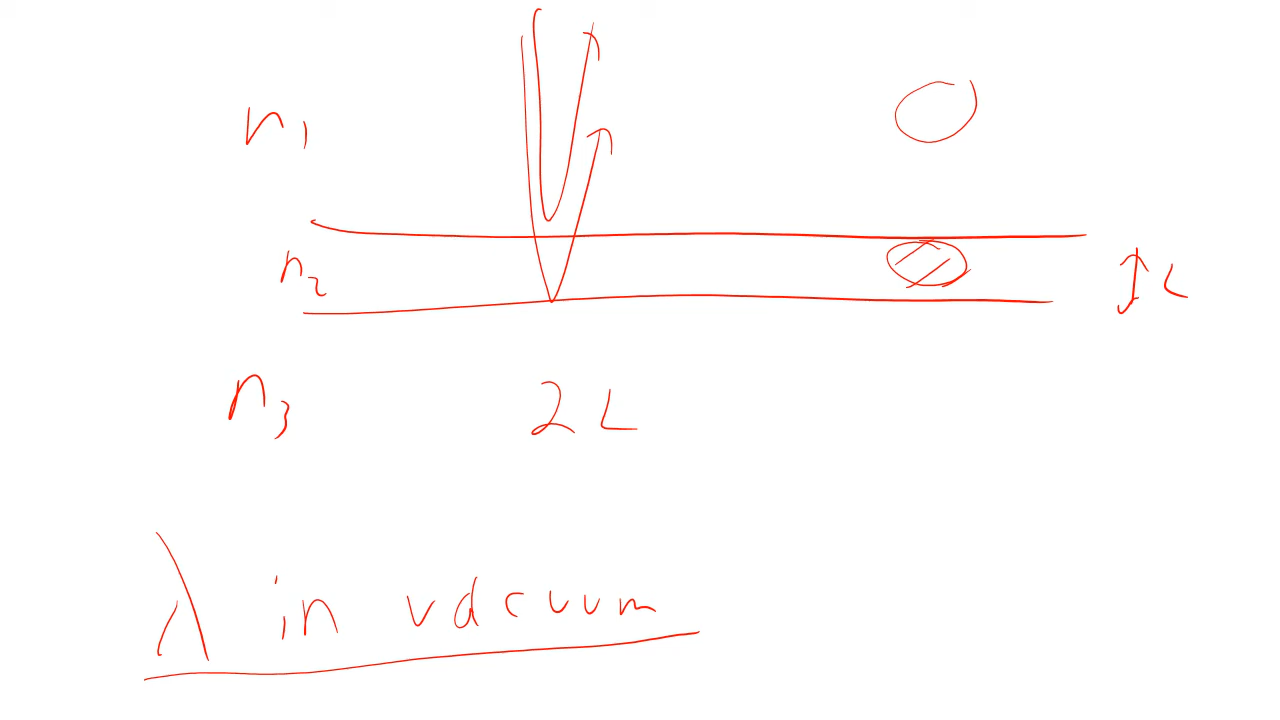 n1
n2
L
n3
2L
λ in vacuum